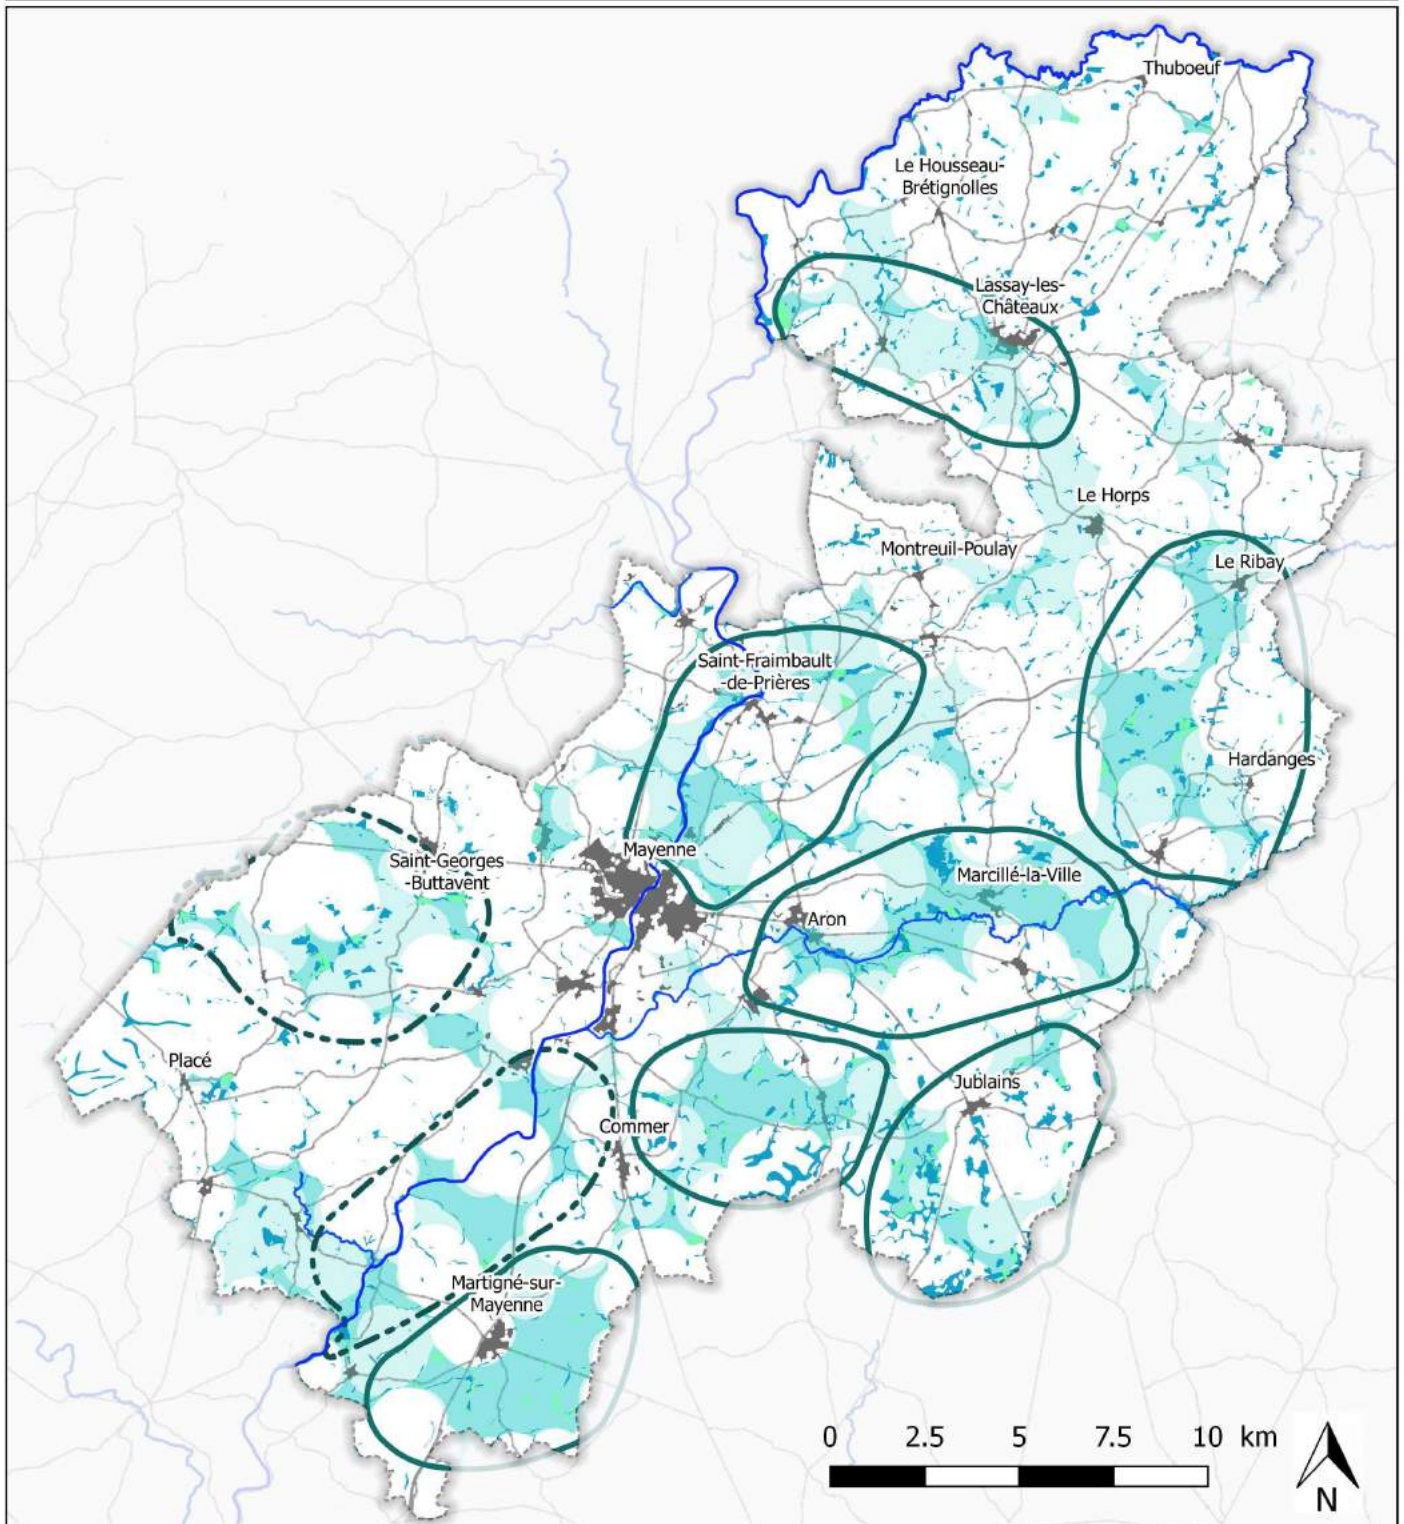 Thuboeuf
Le Housseau-
Brétignolles
Lassay-les-
Châteaux
Le Horps
Montreuil-Poulay
Le Ribay
Saint-Fraimbault
-de-Prières
Hardanges
Mayenne
Saint-Georges
-Buttavent
Marcillé-la-Ville
Aron
Placé
Jublains
Commer
Martigné-sur-
Mayenne
0 2.5 5 7.5 10 km
N